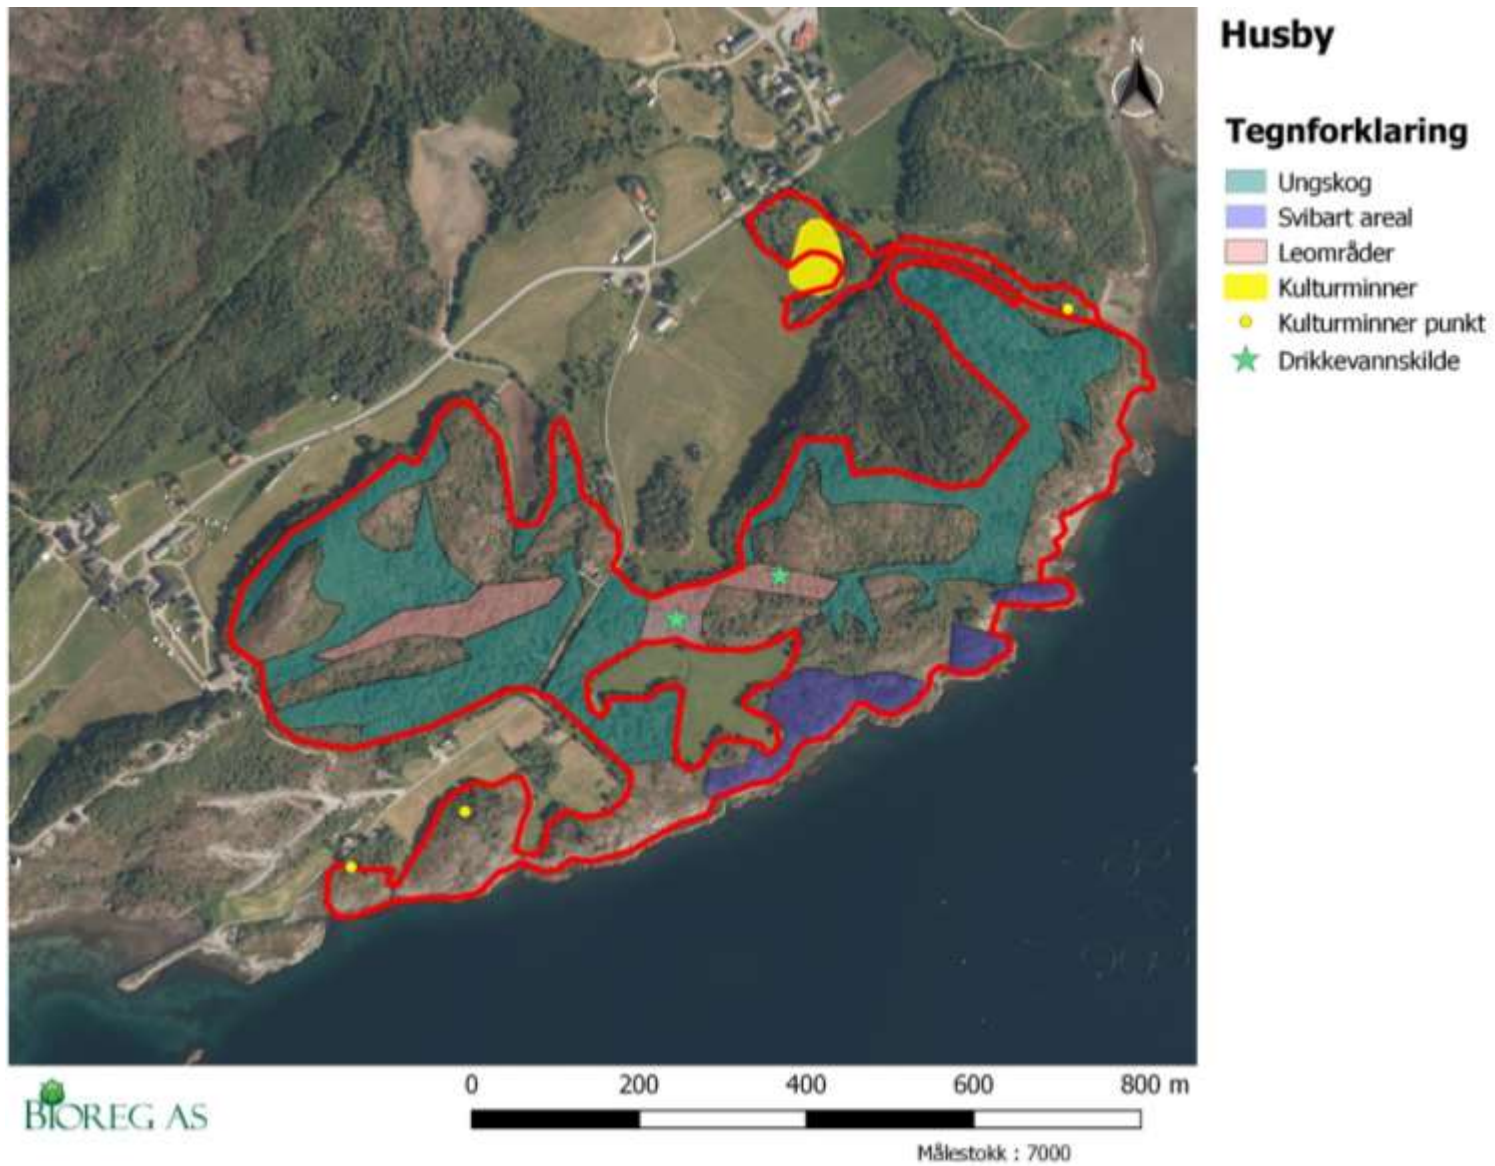 Husby
N
Tegnforklaring
Ungskog
Svibart areal
Leområder
Kulturminner
Kulturminner punkt
Drikkevannskilde
BIOREG AS
0 200 400 600 800 m
Målestokk : 7000